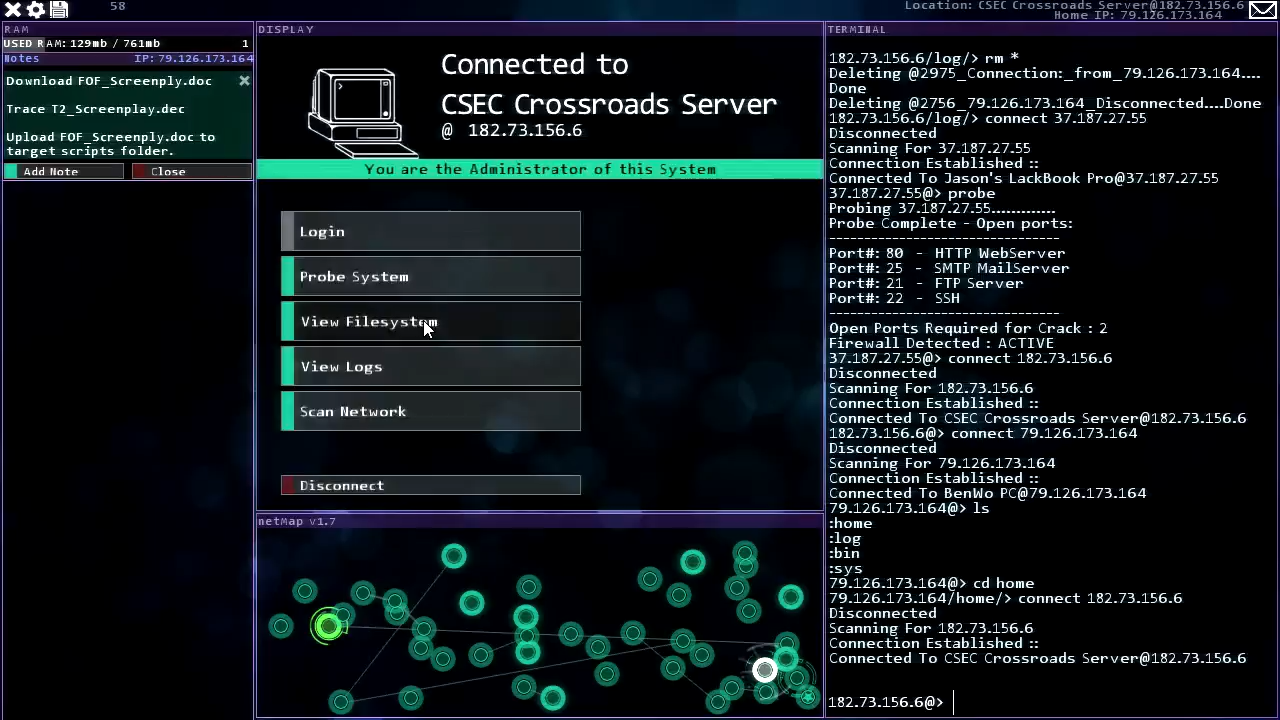 58
Location: CSEC Crossroads Server@182.73.156.6
Home IP: 79.126.173.164
RAM
USED RAM: 129mb / 761mb 1
Notes IP: 79.126.173.164
Download FOF_Screenply.doc
Trace T2_Screenplay.dec
Upload FOF_Screenply.doc to
target scripts folder.
Add Note
Close
DISPLAY
Connected to
CSEC Crossroads Server
@ 182.73.156.6
You are the Administrator of this System
Login
Probe System
View Filesystem
View Logs
Scan Network
Disconnect
netMap v1.7
TERMINAL
182.73.156.6/log/> rm *
Deleting @2975_Connection:_from_79.126.173.164....
Done
Deleting @2756_79.126.173.164_Disconnected....Done
182.73.156.6/log/> connect 37.187.27.55
Disconnected
Scanning For 37.187.27.55
Connection Established ::
Connected To Jason's LackBook Pro@37.187.27.55
37.187.27.55@> probe
Probing 37.187.27.55.............
Probe Complete - Open ports:
---------------------------------
Port#: 80 - HTTP WebServer
Port#: 25 - SMTP MailServer
Port#: 21 - FTP Server
Port#: 22 - SSH
---------------------------------
Open Ports Required for Crack : 2
Firewall Detected : ACTIVE
37.187.27.55@> connect 182.73.156.6
Disconnected
Scanning For 182.73.156.6
Connection Established ::
Connected To CSEC Crossroads Server@182.73.156.6
182.73.156.6@> connect 79.126.173.164
Disconnected
Scanning For 79.126.173.164
Connection Established ::
Connected To BenWo PC@79.126.173.164
79.126.173.164@> ls
:home
:log
:bin
:sys
79.126.173.164@> cd home
79.126.173.164/home/> connect 182.73.156.6
Disconnected
Scanning For 182.73.156.6
Connection Established ::
Connected To CSEC Crossroads Server@182.73.156.6
182.73.156.6@>